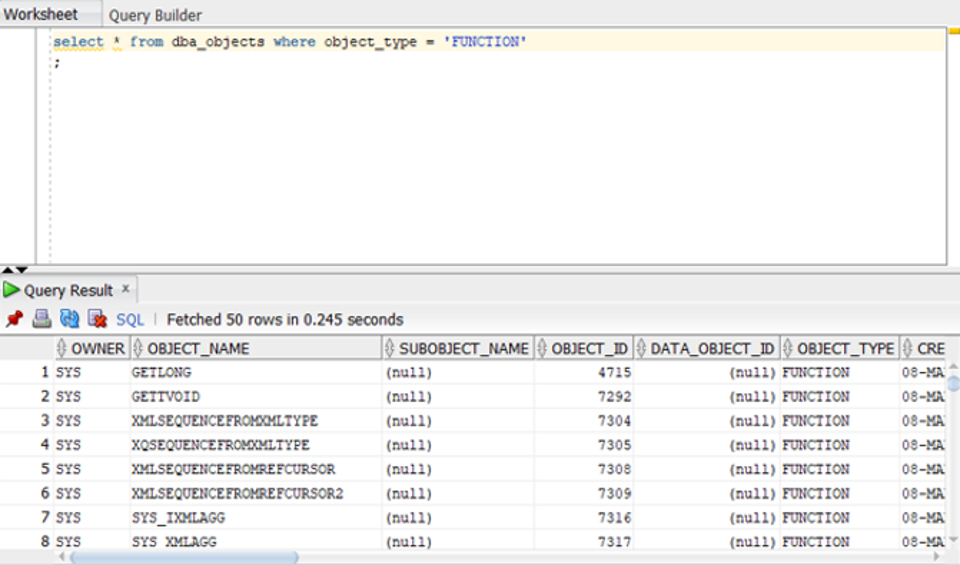 Worksheet Query Builder
select * from dba_objects where object_type = 'FUNCTION'
;
Query Result x
SQL | Fetched 50 rows in 0.245 seconds
OWNER OBJECT_NAME SUBOBJECT_NAME OBJECT_ID DATA_OBJECT_ID OBJECT_TYPE CRE
1 SYS GETLONG (null) 4715 (null) FUNCTION 08-MA
2 SYS GETTVOID (null) 7292 (null) FUNCTION 08-MA
3 SYS XMLSEQUENCEFROMXMLTYPE (null) 7304 (null) FUNCTION 08-MA
4 SYS XQSEQUENCEFROMXMLTYPE (null) 7305 (null) FUNCTION 08-MA
5 SYS XMLSEQUENCEFROMREFCURSOR (null) 7308 (null) FUNCTION 08-MA
6 SYS XMLSEQUENCEFROMREFCURSOR2 (null) 7309 (null) FUNCTION 08-MA
7 SYS SYS_IXMLAGG (null) 7316 (null) FUNCTION 08-MA
8 SYS SYS_XMLAGG (null) 7317 (null) FUNCTION 08-MA